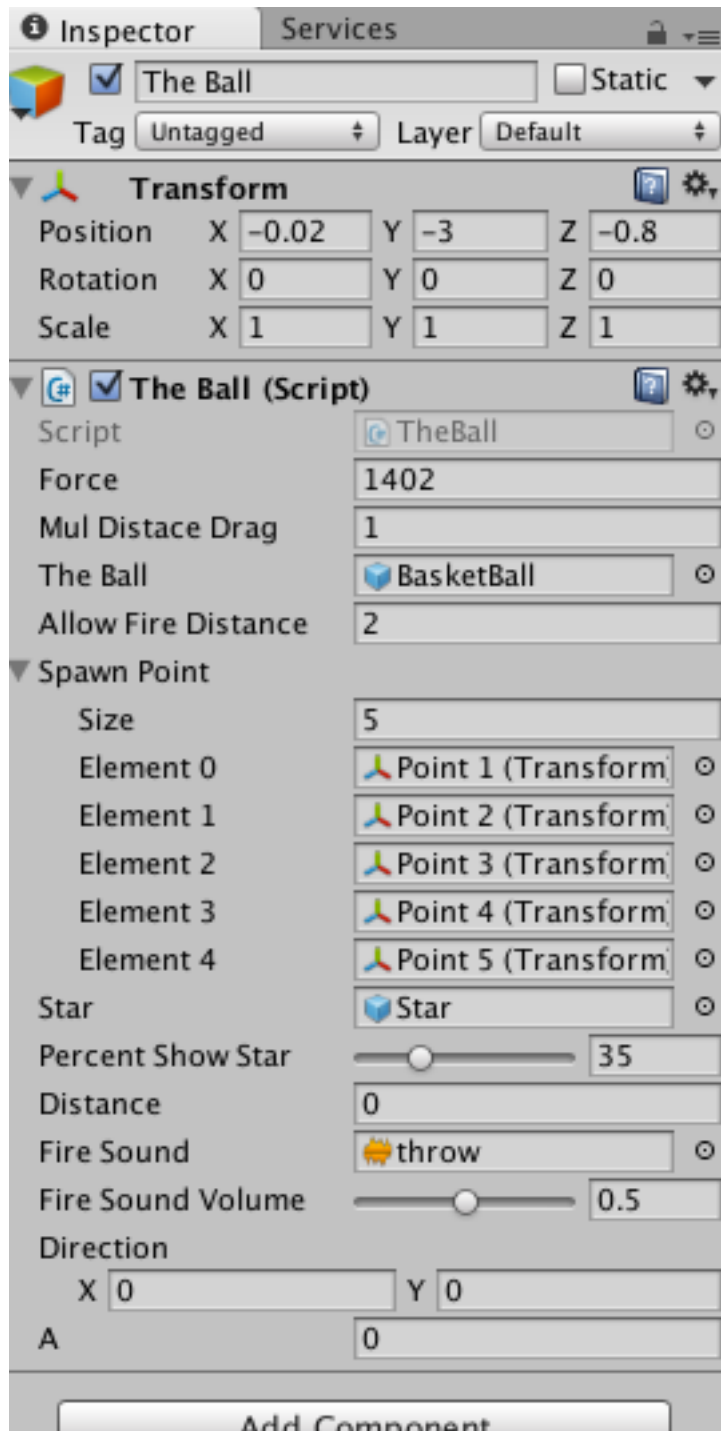 Inspector Services
The Ball Static
Tag Untagged Layer Default
Transform
Position X -0.02 Y -3 Z -0.8
Rotation X 0 Y 0 Z 0
Scale X 1 Y 1 Z 1
The Ball (Script)
Script TheBall
Force 1402
Mul Distace Drag 1
The Ball BasketBall
Allow Fire Distance 2
Spawn Point
Size 5
Element 0 Point 1 (Transform
Element 1 Point 2 (Transform
Element 2 Point 3 (Transform
Element 3 Point 4 (Transform
Element 4 Point 5 (Transform
Star Star
Percent Show Star 35
Distance 0
Fire Sound throw
Fire Sound Volume 0.5
Direction
X 0 Y 0
A 0
Add Component